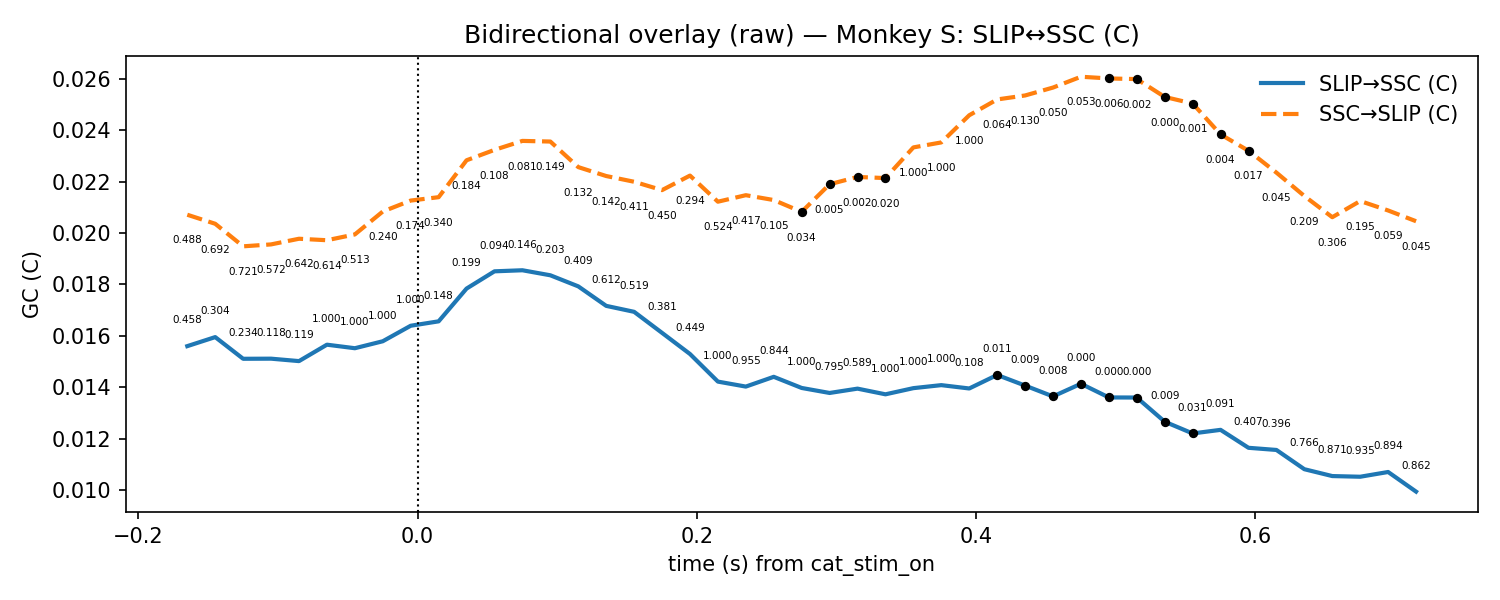 Bidirectional overlay (raw) — Monkey S: SLIP↔SSC (C)
SLIP→SSC (C)
SSC→SLIP (C)
GC (C)
0.026
0.024
0.022
0.020
0.018
0.016
0.014
0.012
0.010
0.488 0.692 0.721 0.572 0.642 0.614 0.513 0.240 0.174 0.340 0.184 0.108 0.081 0.149 0.132 0.142 0.411 0.450 0.294 0.524 0.417 0.105 0.034 0.005 0.002 0.020 1.000 1.000 1.000 0.064 0.130 0.050 0.053 0.006 0.002 0.000 0.001 0.004 0.017 0.045 0.209 0.306 0.195 0.059 0.045
0.458 0.304 0.234 0.118 0.119 1.000 1.000 1.000 1.000 0.148 0.199 0.094 0.146 0.203 0.409 0.612 0.519 0.381 0.449 1.000 0.955 0.844 1.000 0.795 0.589 1.000 1.000 1.000 0.108 0.011 0.009 0.008 0.000 0.000 0.000 0.009 0.031 0.091 0.407 0.396 0.766 0.871 0.935 0.894 0.862
−0.2 0.0 0.2 0.4 0.6
time (s) from cat_stim_on